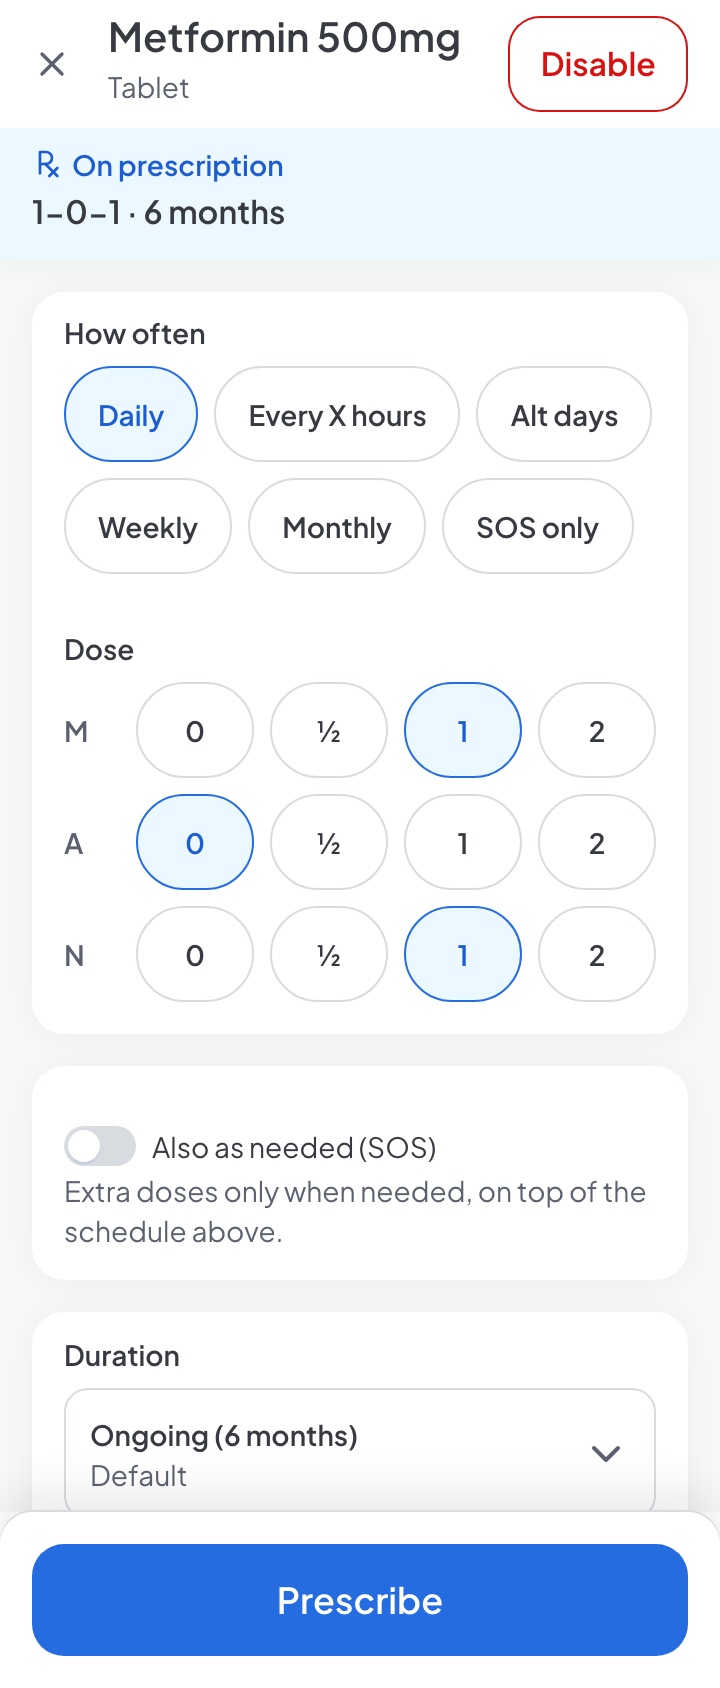 Metformin 500mg
Tablet
Disable
Rx On prescription
1–0–1 · 6 months
How often
Daily
Every X hours
Alt days
Weekly
Monthly
SOS only
Dose
M 0 ½ 1 2
A 0 ½ 1 2
N 0 ½ 1 2
Also as needed (SOS)
Extra doses only when needed, on top of the
schedule above.
Duration
Ongoing (6 months)
Default
Prescribe